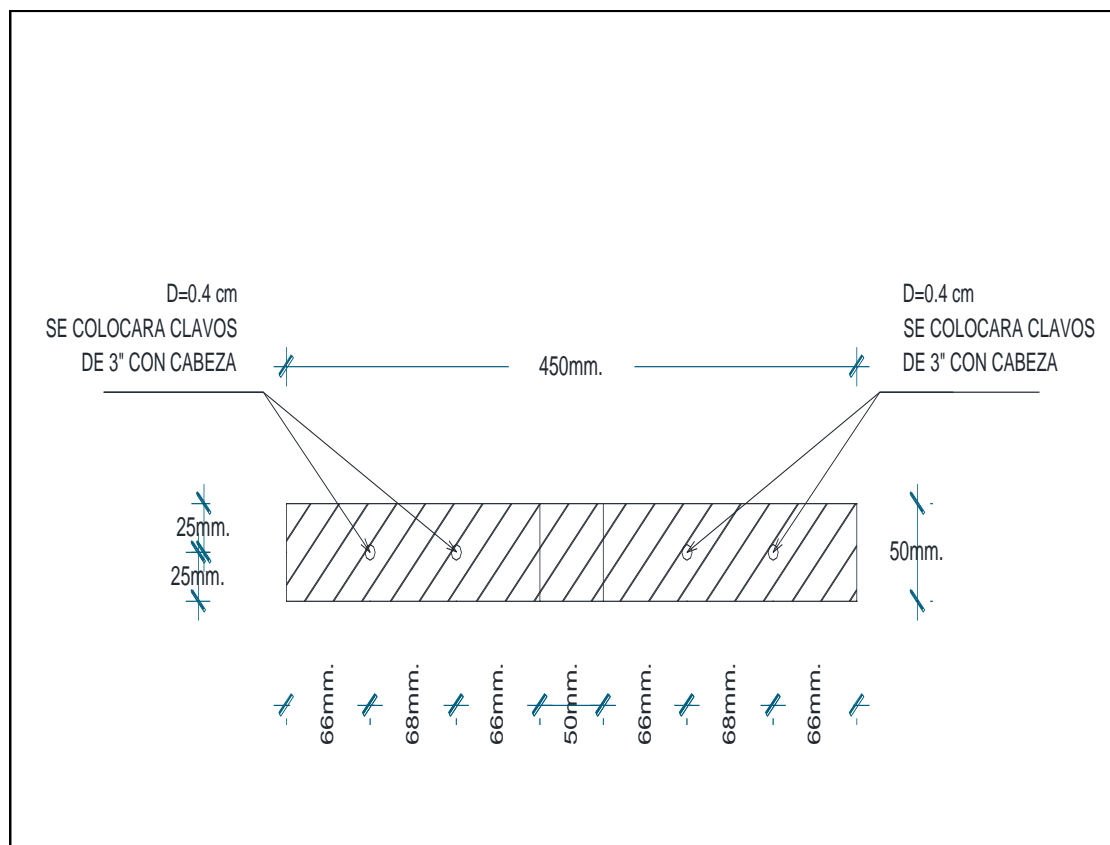 D=0.4 cm
SE COLOCARA CLAVOS
DE 3" CON CABEZA
D=0.4 cm
SE COLOCARA CLAVOS
DE 3" CON CABEZA
450mm.
25mm.
25mm.
50mm.
66mm.
68mm.
66mm.
50mm.
66mm.
68mm.
66mm.